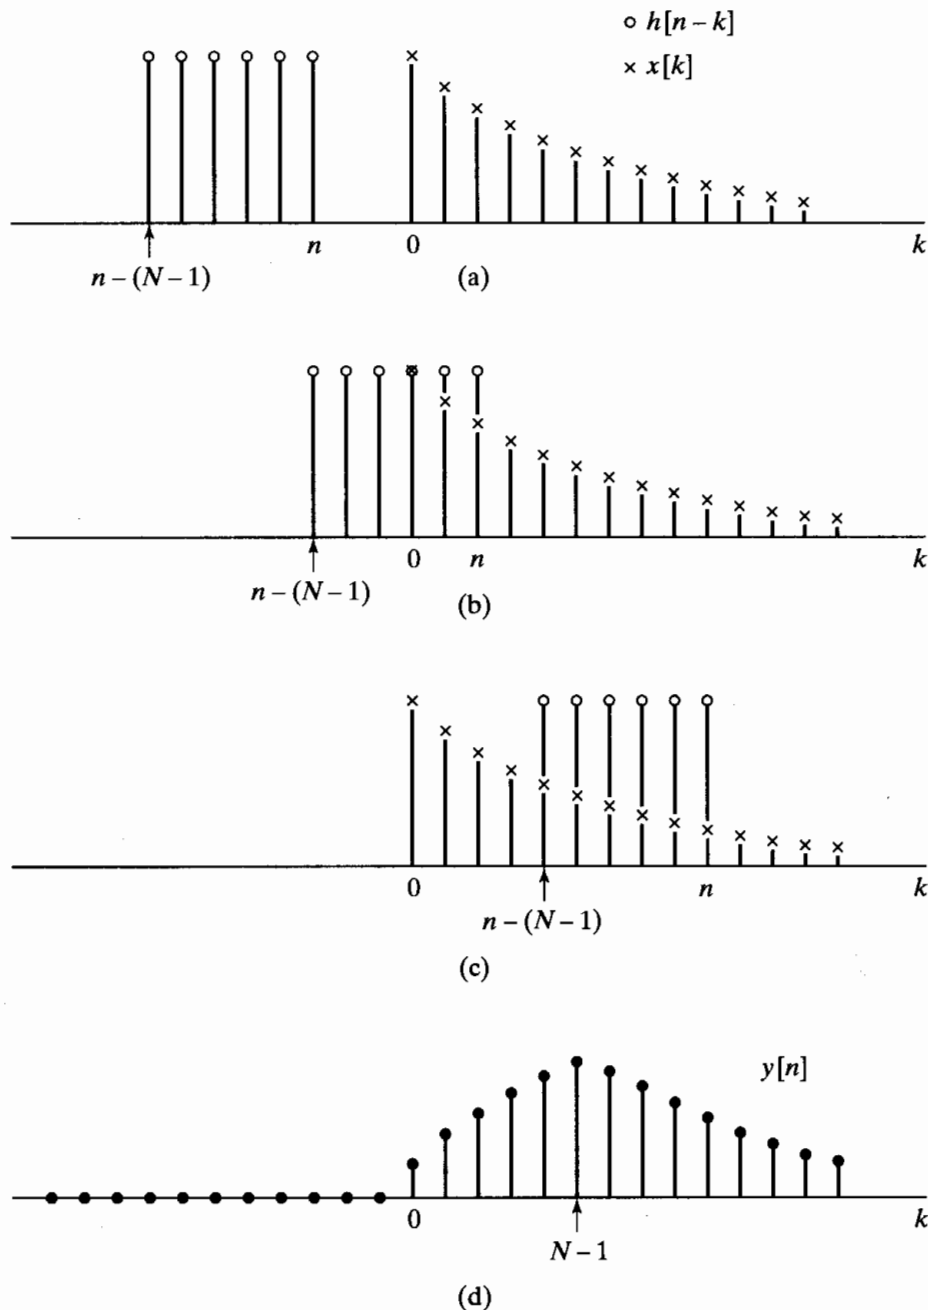 ○ h[n – k]
× x[k]
n 0 k
n – (N – 1)
(a)
0 n k
n – (N – 1)
(b)
0 n k
n – (N – 1)
(c)
y[n]
0 k
N – 1
(d)